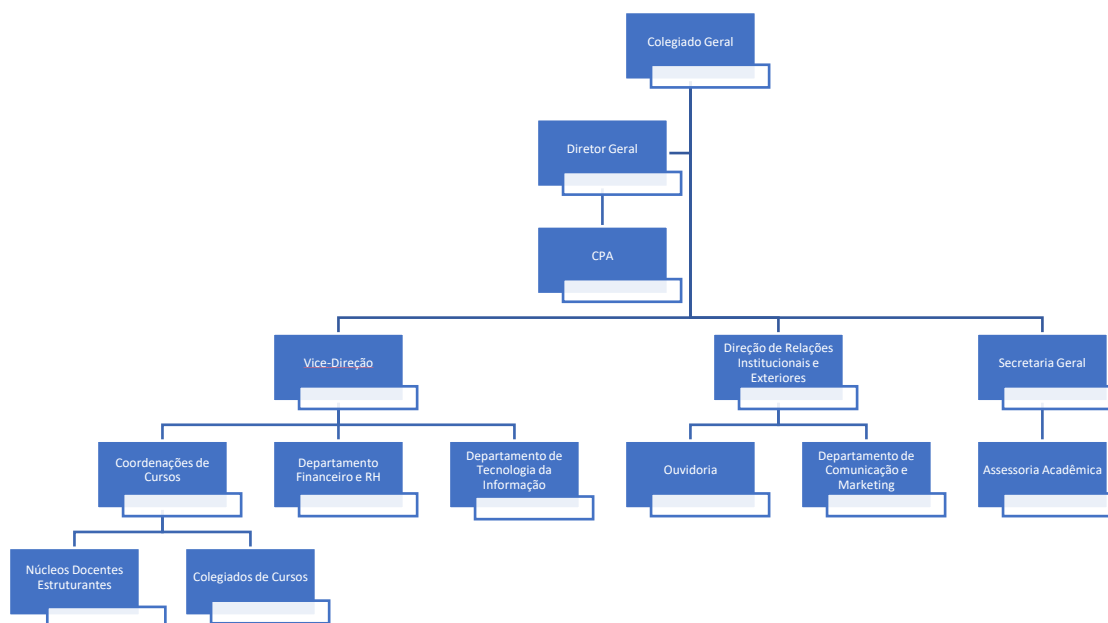 Colegiado Geral
Diretor Geral
CPA
Vice-Direção
Direção de Relações
Institucionais e
Exteriores
Secretaria Geral
Coordenações de
Cursos
Departamento
Financeiro e RH
Departamento de
Tecnologia da
Informação
Ouvidoria
Departamento de
Comunicação e
Marketing
Assessoria Acadêmica
Núcleos Docentes
Estruturantes
Colegiados de Cursos